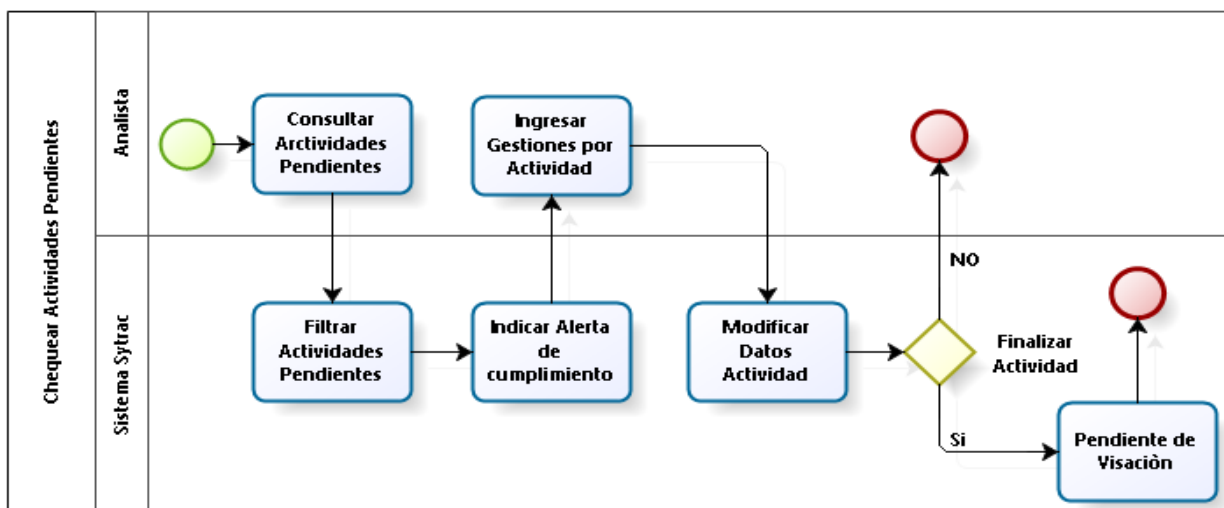 Chequear Actividades Pendientes
Analista
Consultar
Arctividades
Pendientes
Ingresar
Gestiones por
Actividad
Sistema Sytrac
Filtrar
Actividades
Pendientes
Indicar Alerta
de
cumplimiento
Modificar
Datos
Actividad
NO
Finalizar
Actividad
Si
Pendiente de
Visaciòn